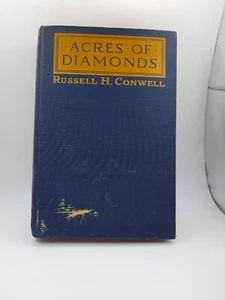 ACRES OF
DIAMONDS
RUSSELL H. CONWELL